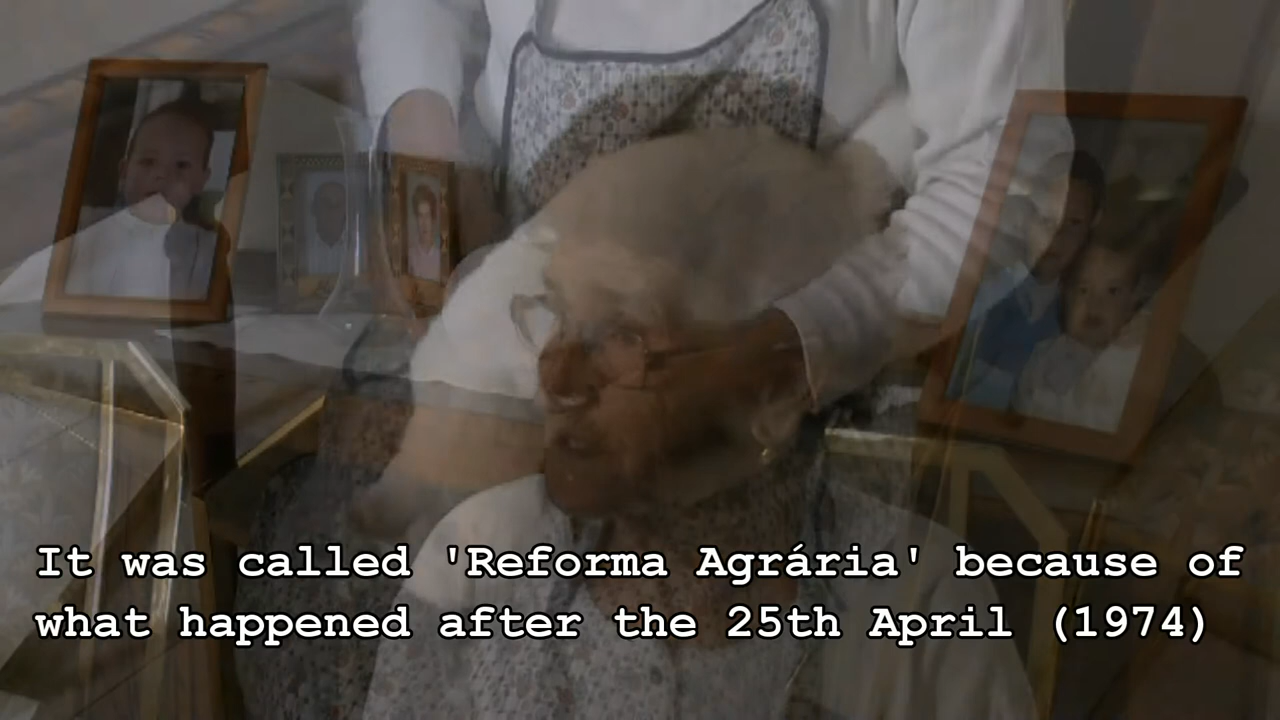 It was called 'Reforma Agrária' because of
what happened after the 25th April (1974)